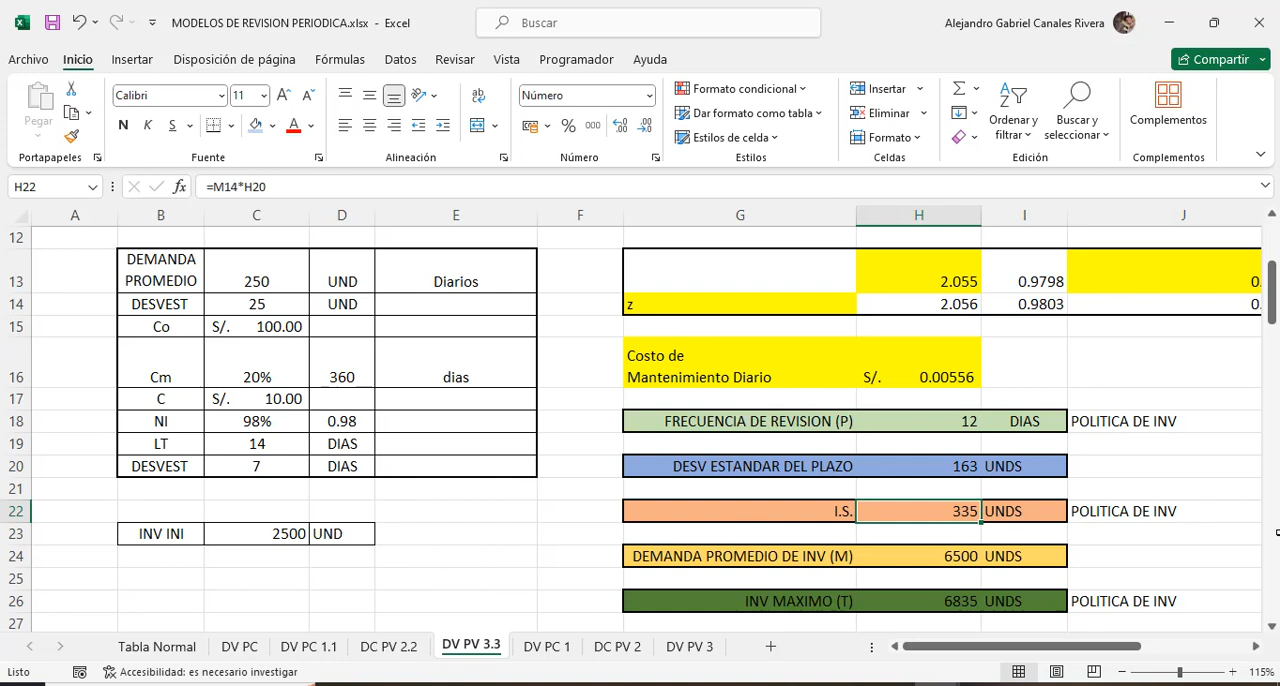 MODELOS DE REVISION PERIODICA.xlsx - Excel
Buscar
Alejandro Gabriel Canales Rivera
Archivo Inicio Insertar Disposición de página Fórmulas Datos Revisar Vista Programador Ayuda
Compartir
Pegar
Calibri 11
N K S
ab
Número
% 000
Formato condicional
Dar formato como tabla
Estilos de celda
Insertar
Eliminar
Formato
Ordenar y filtrar
Buscar y seleccionar
Complementos
Portapapeles Fuente Alineación Número Estilos Celdas Edición Complementos
H22 fx =M14*H20
A B C D E F G H I J
12
13 DEMANDA PROMEDIO 250 UND Diarios 2.055 0.9798 0.
14 DESVEST 25 UND z 2.056 0.9803 0.
15 Co S/. 100.00
16 Cm 20% 360 dias Costo de Mantenimiento Diario S/. 0.00556
17 C S/. 10.00
18 NI 98% 0.98 FRECUENCIA DE REVISION (P) 12 DIAS POLITICA DE INV
19 LT 14 DIAS
20 DESVEST 7 DIAS DESV ESTANDAR DEL PLAZO 163 UNDS
21
22 I.S. 335 UNDS POLITICA DE INV
23 INV INI 2500 UND
24 DEMANDA PROMEDIO DE INV (M) 6500 UNDS
25
26 INV MAXIMO (T) 6835 UNDS POLITICA DE INV
27
Tabla Normal DV PC DV PC 1.1 DC PV 2.2 DV PV 3.3 DV PC 1 DC PV 2 DV PV 3
Listo Accesibilidad: es necesario investigar 115%